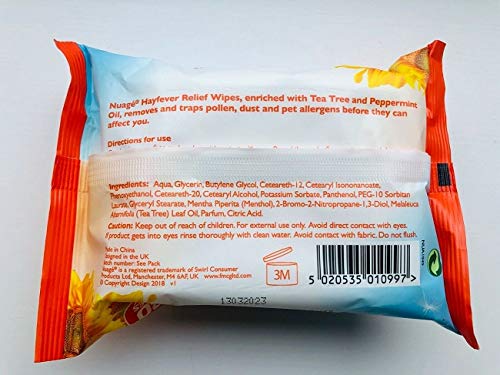 Nuagé® Hayfever Relief Wipes, enriched with Tea Tree and Peppermint
Oil, removes and traps pollen, dust and pet allergens before they can
affect you.
Directions for use
Ingredients: Aqua, Glycerin, Butylene Glycol, Ceteareth-12, Cetearyl Isononanoate,
Phenoxyethanol, Ceteareth-20, Cetearyl Alcohol, Potassium Sorbate, Panthenol, PEG-10 Sorbitan
Laurate, Glyceryl Stearate, Mentha Piperita (Menthol), 2-Bromo-2-Nitropropane-1,3-Diol, Melaleuca
Alternifolia (Tea Tree) Leaf Oil, Parfum, Citric Acid.
Caution: Keep out of reach of children. For external use only. Avoid direct contact with eyes.
If product gets into eyes rinse thoroughly with clean water. Avoid contact with fabric. Do not flush.
Made in China
Designed in the UK
Batch number: See Pack
Nuagé® is a registered trademark of Swirl Consumer
Products Ltd, Manchester, M4 6AF, UK
www.fmcgltd.com
© Copyright Design 2018 v1
3M
5 020535 010997 >
13032023